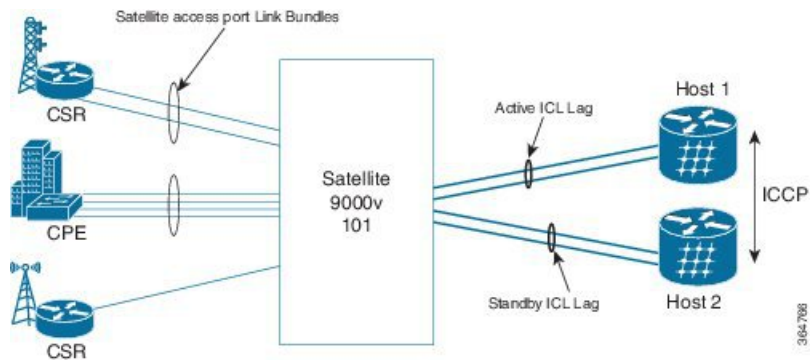 Satellite access port Link Bundles
CSR
CPE
CSR
Satellite
9000v
101
Active ICL Lag
Standby ICL Lag
Host 1
ICCP
Host 2
364766